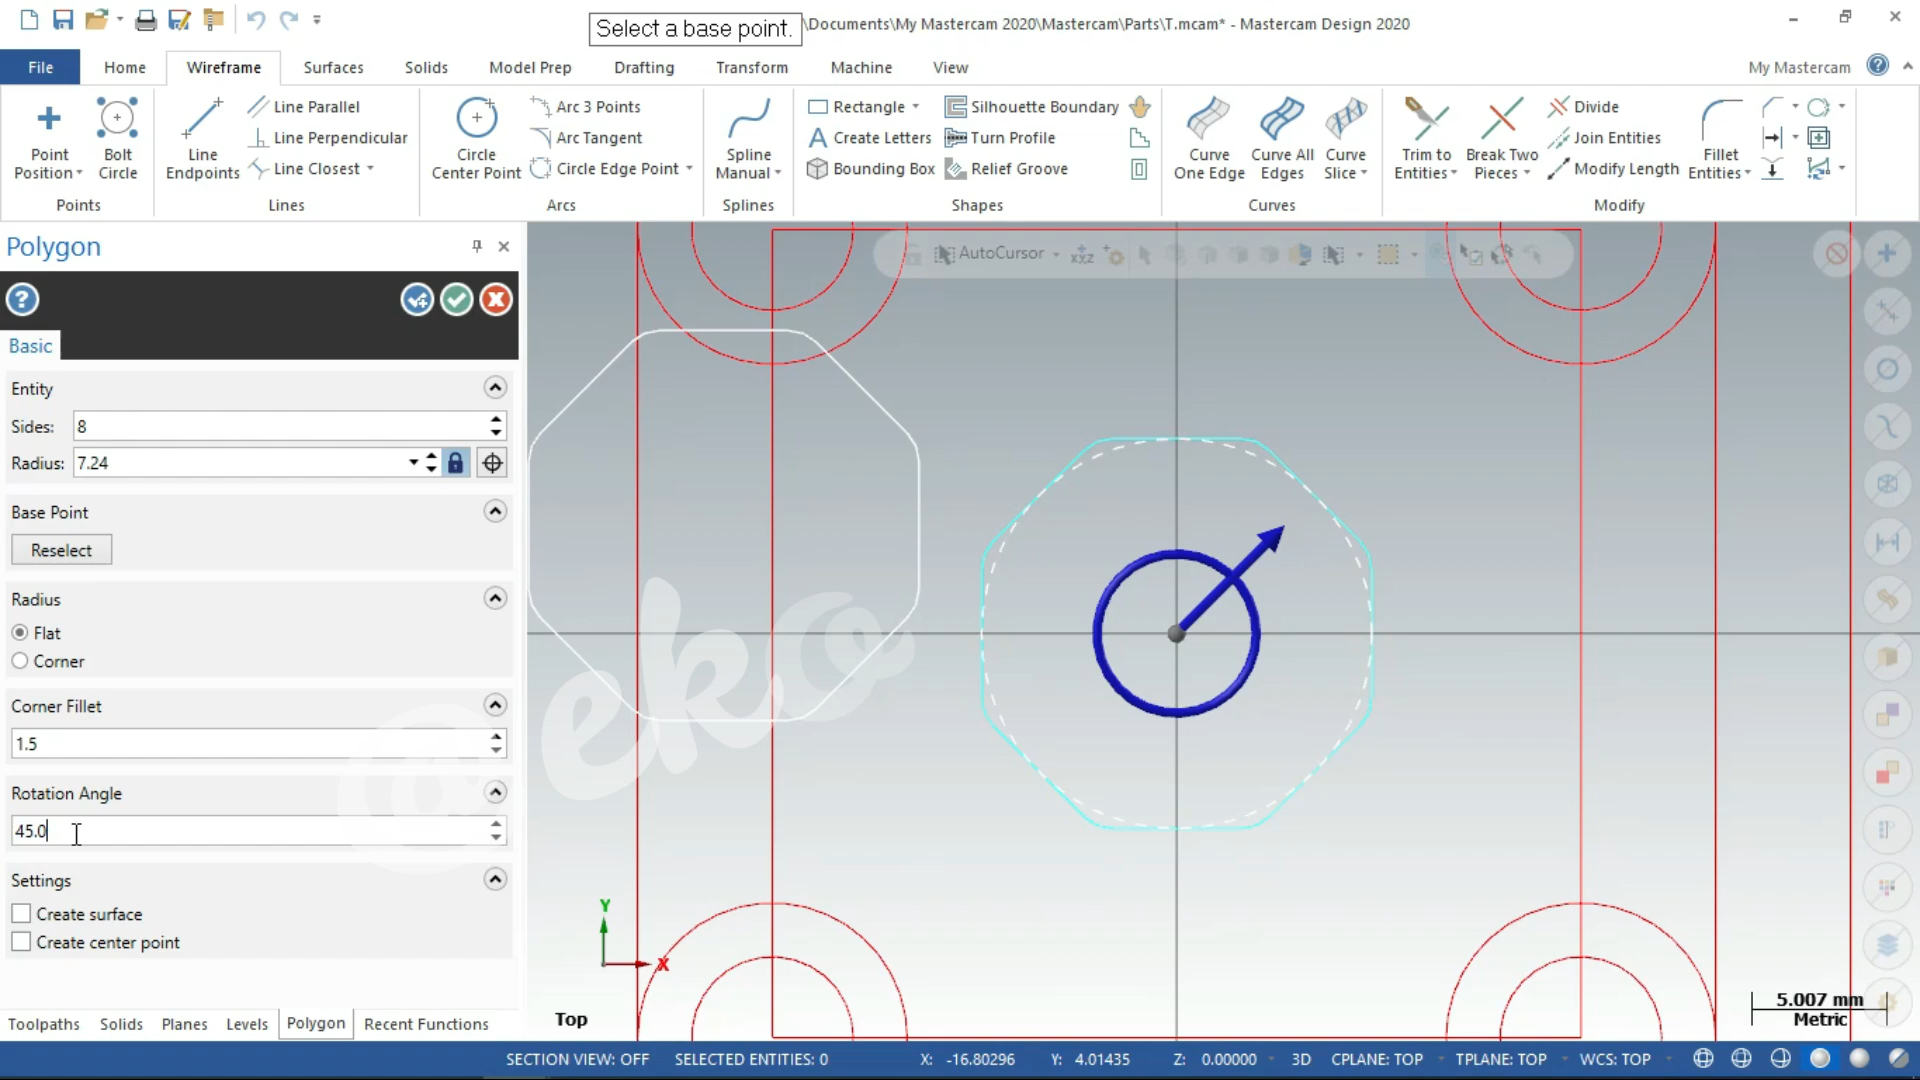 Select a base point.
\Documents\My Mastercam 2020\Mastercam\Parts\T.mcam* - Mastercam Design 2020
File
Home
Wireframe
Surfaces
Solids
Model Prep
Drafting
Transform
Machine
View
My Mastercam
Point
Position
Bolt
Circle
Points
Line
Endpoints
Line Parallel
Line Perpendicular
Line Closest
Lines
Circle
Center Point
Arc 3 Points
Arc Tangent
Circle Edge Point
Arcs
Spline
Manual
Splines
Rectangle
Create Letters
Bounding Box
Silhouette Boundary
Turn Profile
Relief Groove
Shapes
Curve
One Edge
Curve All
Edges
Curve
Slice
Curves
Trim to
Entities
Break Two
Pieces
Divide
Join Entities
Modify Length
Fillet
Entities
Modify
Polygon
Basic
Entity
Sides: 8
Radius: 7.24
Base Point
Reselect
Radius
Flat
Corner
Corner Fillet
1.5
Rotation Angle
45.0
Settings
Create surface
Create center point
AutoCursor
@eko
Y
X
Top
5.007 mm
Metric
Toolpaths
Solids
Planes
Levels
Polygon
Recent Functions
SECTION VIEW: OFF
SELECTED ENTITIES: 0
X: -16.80296
Y: 4.01435
Z: 0.00000
3D
CPLANE: TOP
TPLANE: TOP
WCS: TOP